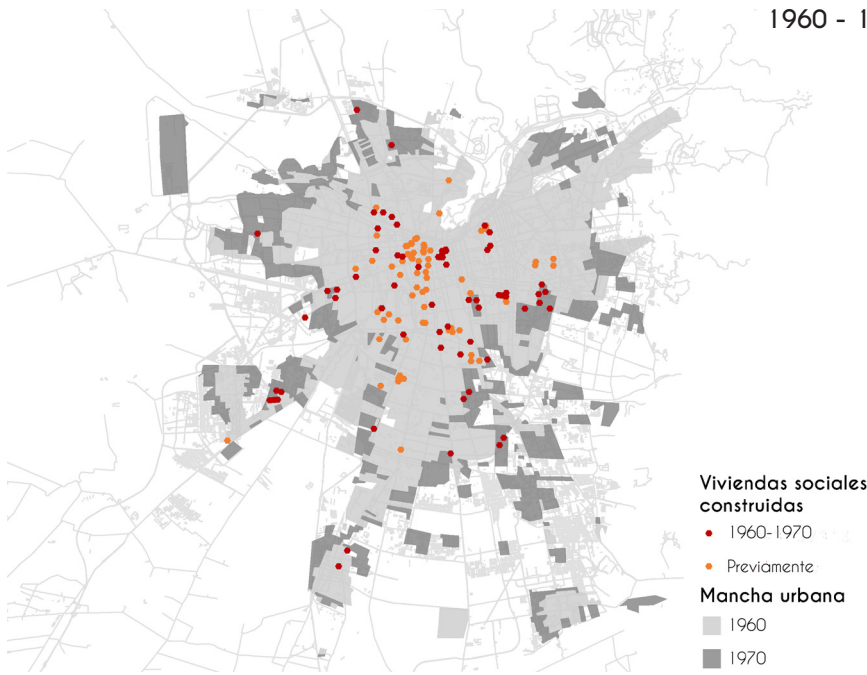 1960 - 1
Viviendas sociales
construidas
1960-1970
Previamente
Mancha urbana
1960
1970